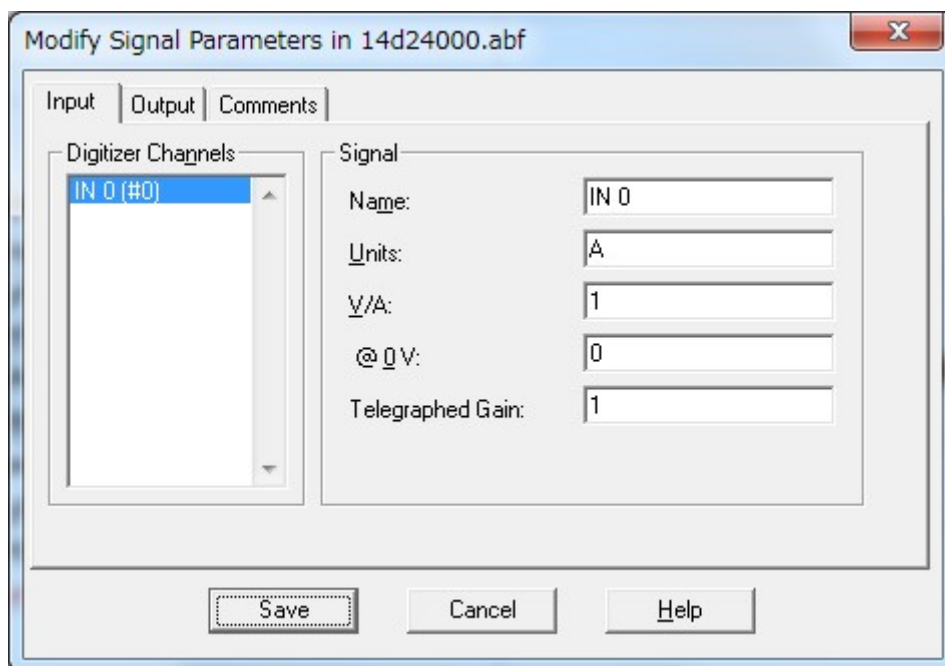 Modify Signal Parameters in 14d24000.abf
x
Input Output Comments
Digitizer Channels
IN 0 (#0)
Signal
Name: IN 0
Units: A
V/A: 1
@ 0 V: 0
Telegraphed Gain: 1
Save Cancel Help